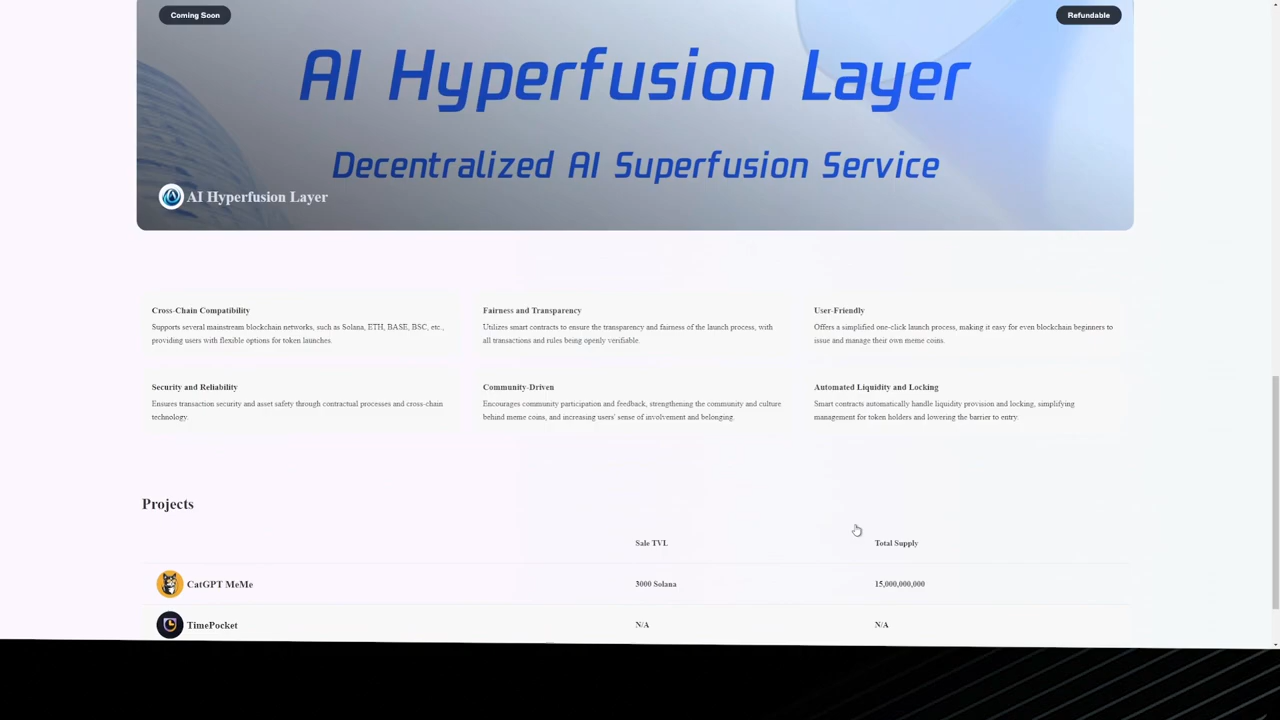 Coming Soon
Refundable
AI Hyperfusion Layer
Decentralized AI Superfusion Service
AI Hyperfusion Layer
Cross-Chain Compatibility
Supports several mainstream blockchain networks, such as Solana, ETH, BASE, BSC, etc.,
providing users with flexible options for token launches.
Fairness and Transparency
Utilizes smart contracts to ensure the transparency and fairness of the launch process, with
all transactions and rules being openly verifiable.
User-Friendly
Offers a simplified one-click launch process, making it easy for even blockchain beginners to
issue and manage their own meme coins.
Security and Reliability
Ensures transaction security and asset safety through contractual processes and cross-chain
technology.
Community-Driven
Encourages community participation and feedback, strengthening the community and culture
behind meme coins, and increasing users' sense of involvement and belonging.
Automated Liquidity and Locking
Smart contracts automatically handle liquidity provision and locking, simplifying
management for token holders and lowering the barrier to entry.
Projects
Sale TVL
Total Supply
CatGPT MeMe
3000 Solana
15,000,000,000
TimePocket
N/A
N/A